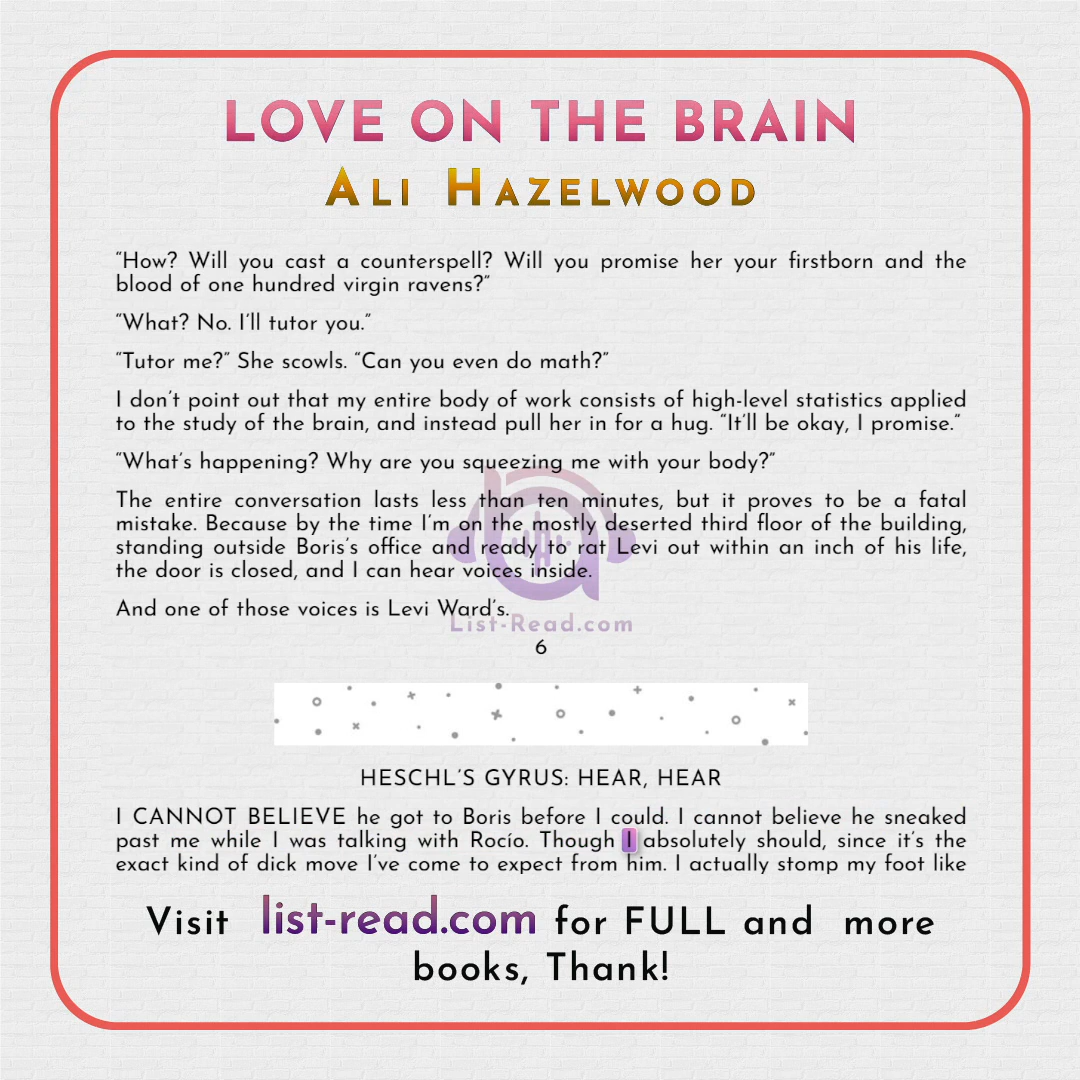 LOVE ON THE BRAIN
ALI HAZELWOOD
“How? Will you cast a counterspell? Will you promise her your firstborn and the
blood of one hundred virgin ravens?”
“What? No. I’ll tutor you.”
“Tutor me?” She scowls. “Can you even do math?”
I don’t point out that my entire body of work consists of high-level statistics applied
to the study of the brain, and instead pull her in for a hug. “It’ll be okay, I promise.”
“What’s happening? Why are you squeezing me with your body?”
The entire conversation lasts less than ten minutes, but it proves to be a fatal
mistake. Because by the time I’m on the mostly deserted third floor of the building,
standing outside Boris’s office and ready to rat Levi out within an inch of his life,
the door is closed, and I can hear voices inside.
And one of those voices is Levi Ward’s.
List-Read.com
6
HESCHL’S GYRUS: HEAR, HEAR
I CANNOT BELIEVE he got to Boris before I could. I cannot believe he sneaked
past me while I was talking with Rocío. Though I absolutely should, since it’s the
exact kind of dick move I’ve come to expect from him. I actually stomp my foot like
Visit list-read.com for FULL and more
books, Thank!